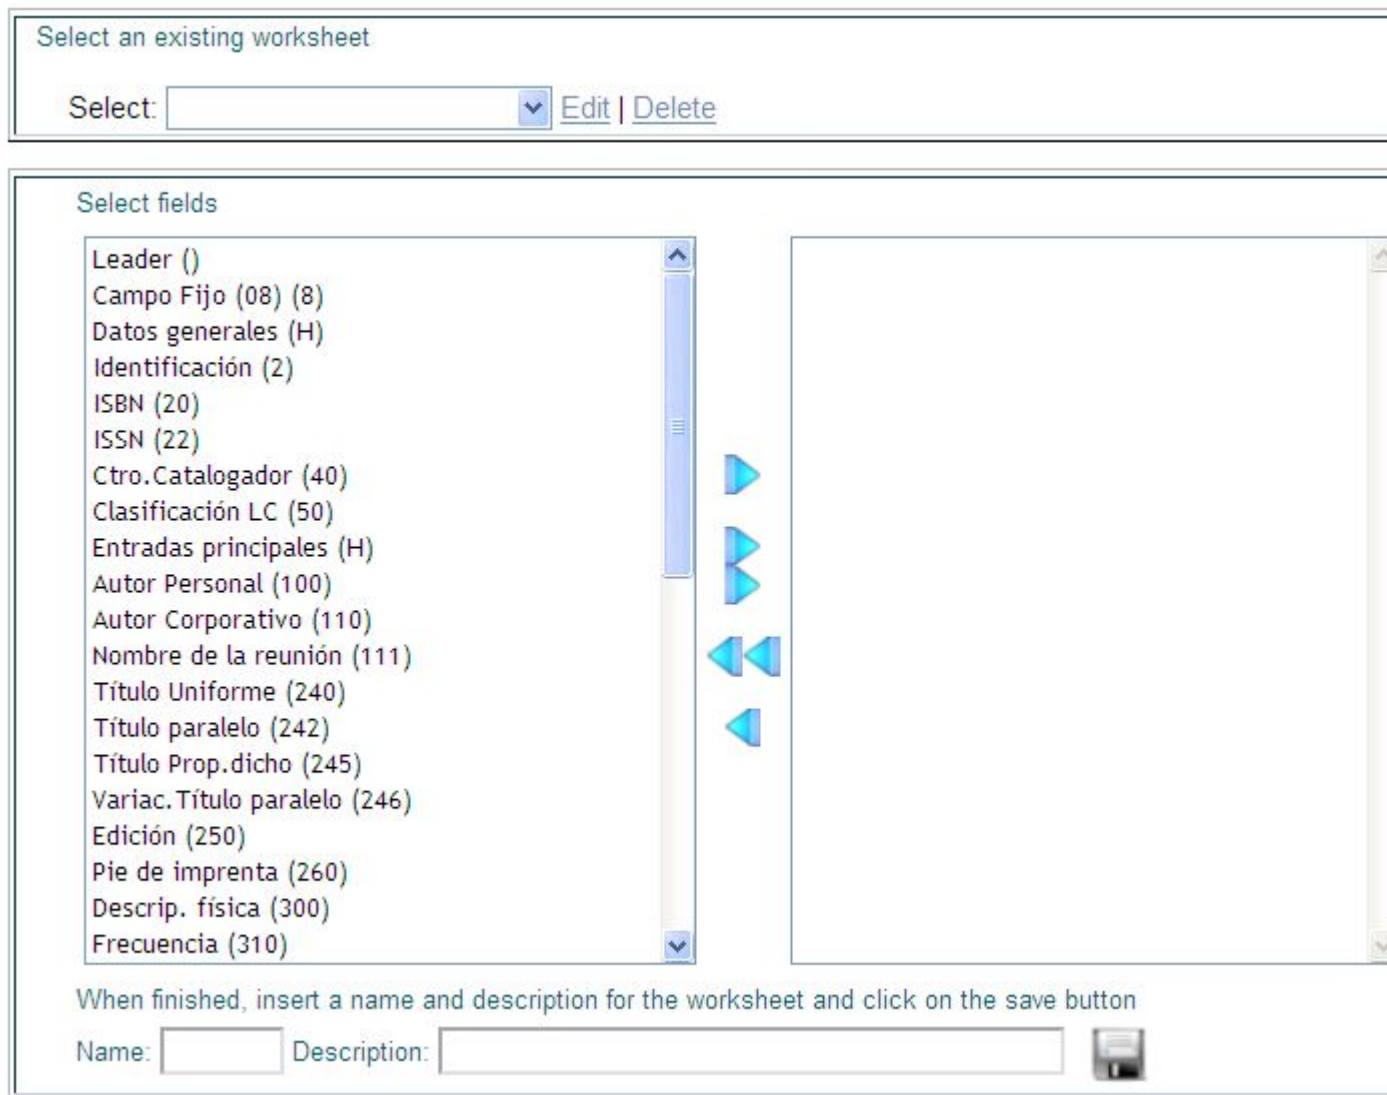 Select an existing worksheet
Select: Edit | Delete
Select fields
Leader ()
Campo Fijo (08) (8)
Datos generales (H)
Identificación (2)
ISBN (20)
ISSN (22)
Ctro.Catalogador (40)
Clasificación LC (50)
Entradas principales (H)
Autor Personal (100)
Autor Corporativo (110)
Nombre de la reunión (111)
Título Uniforme (240)
Título paralelo (242)
Título Prop.dicho (245)
Variac.Título paralelo (246)
Edición (250)
Pie de imprenta (260)
Descrip. física (300)
Frecuencia (310)
When finished, insert a name and description for the worksheet and click on the save button
Name: Description: